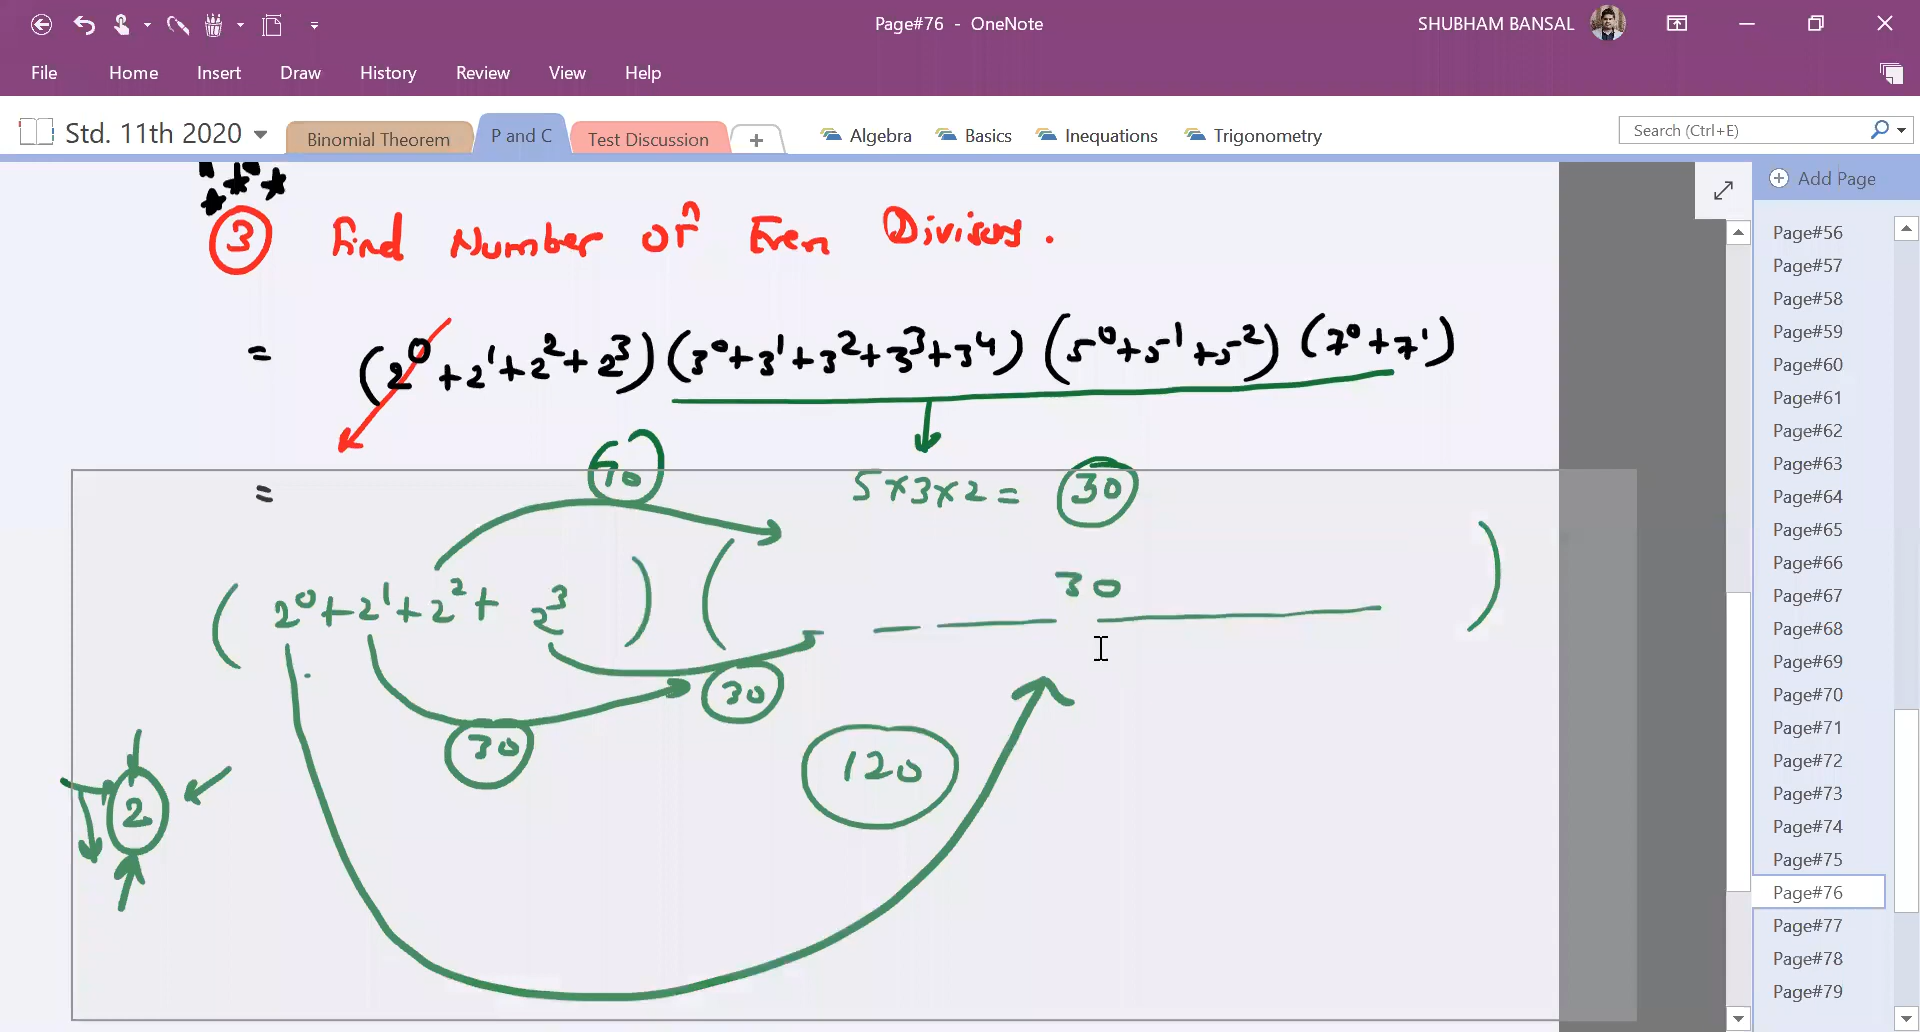 Page#76 - OneNote
SHUBHAM BANSAL
File Home Insert Draw History Review View Help
Std. 11th 2020
Binomial Theorem
P and C
Test Discussion
+
Algebra
Basics
Inequations
Trigonometry
Search (Ctrl+E)
Add Page
Page#56
Page#57
Page#58
Page#59
Page#60
Page#61
Page#62
Page#63
Page#64
Page#65
Page#66
Page#67
Page#68
Page#69
Page#70
Page#71
Page#72
Page#73
Page#74
Page#75
Page#76
Page#77
Page#78
Page#79
③ Find Number of Even Divisors.
= (2⁰+2¹+2²+2³)(3⁰+3¹+3²+3³+3⁴)(5⁰+5¹+5²)(7⁰+7¹)
=
30
5×3×2 = 30
(2⁰+2¹+2²+2³)( 30 )
30
30
120
2